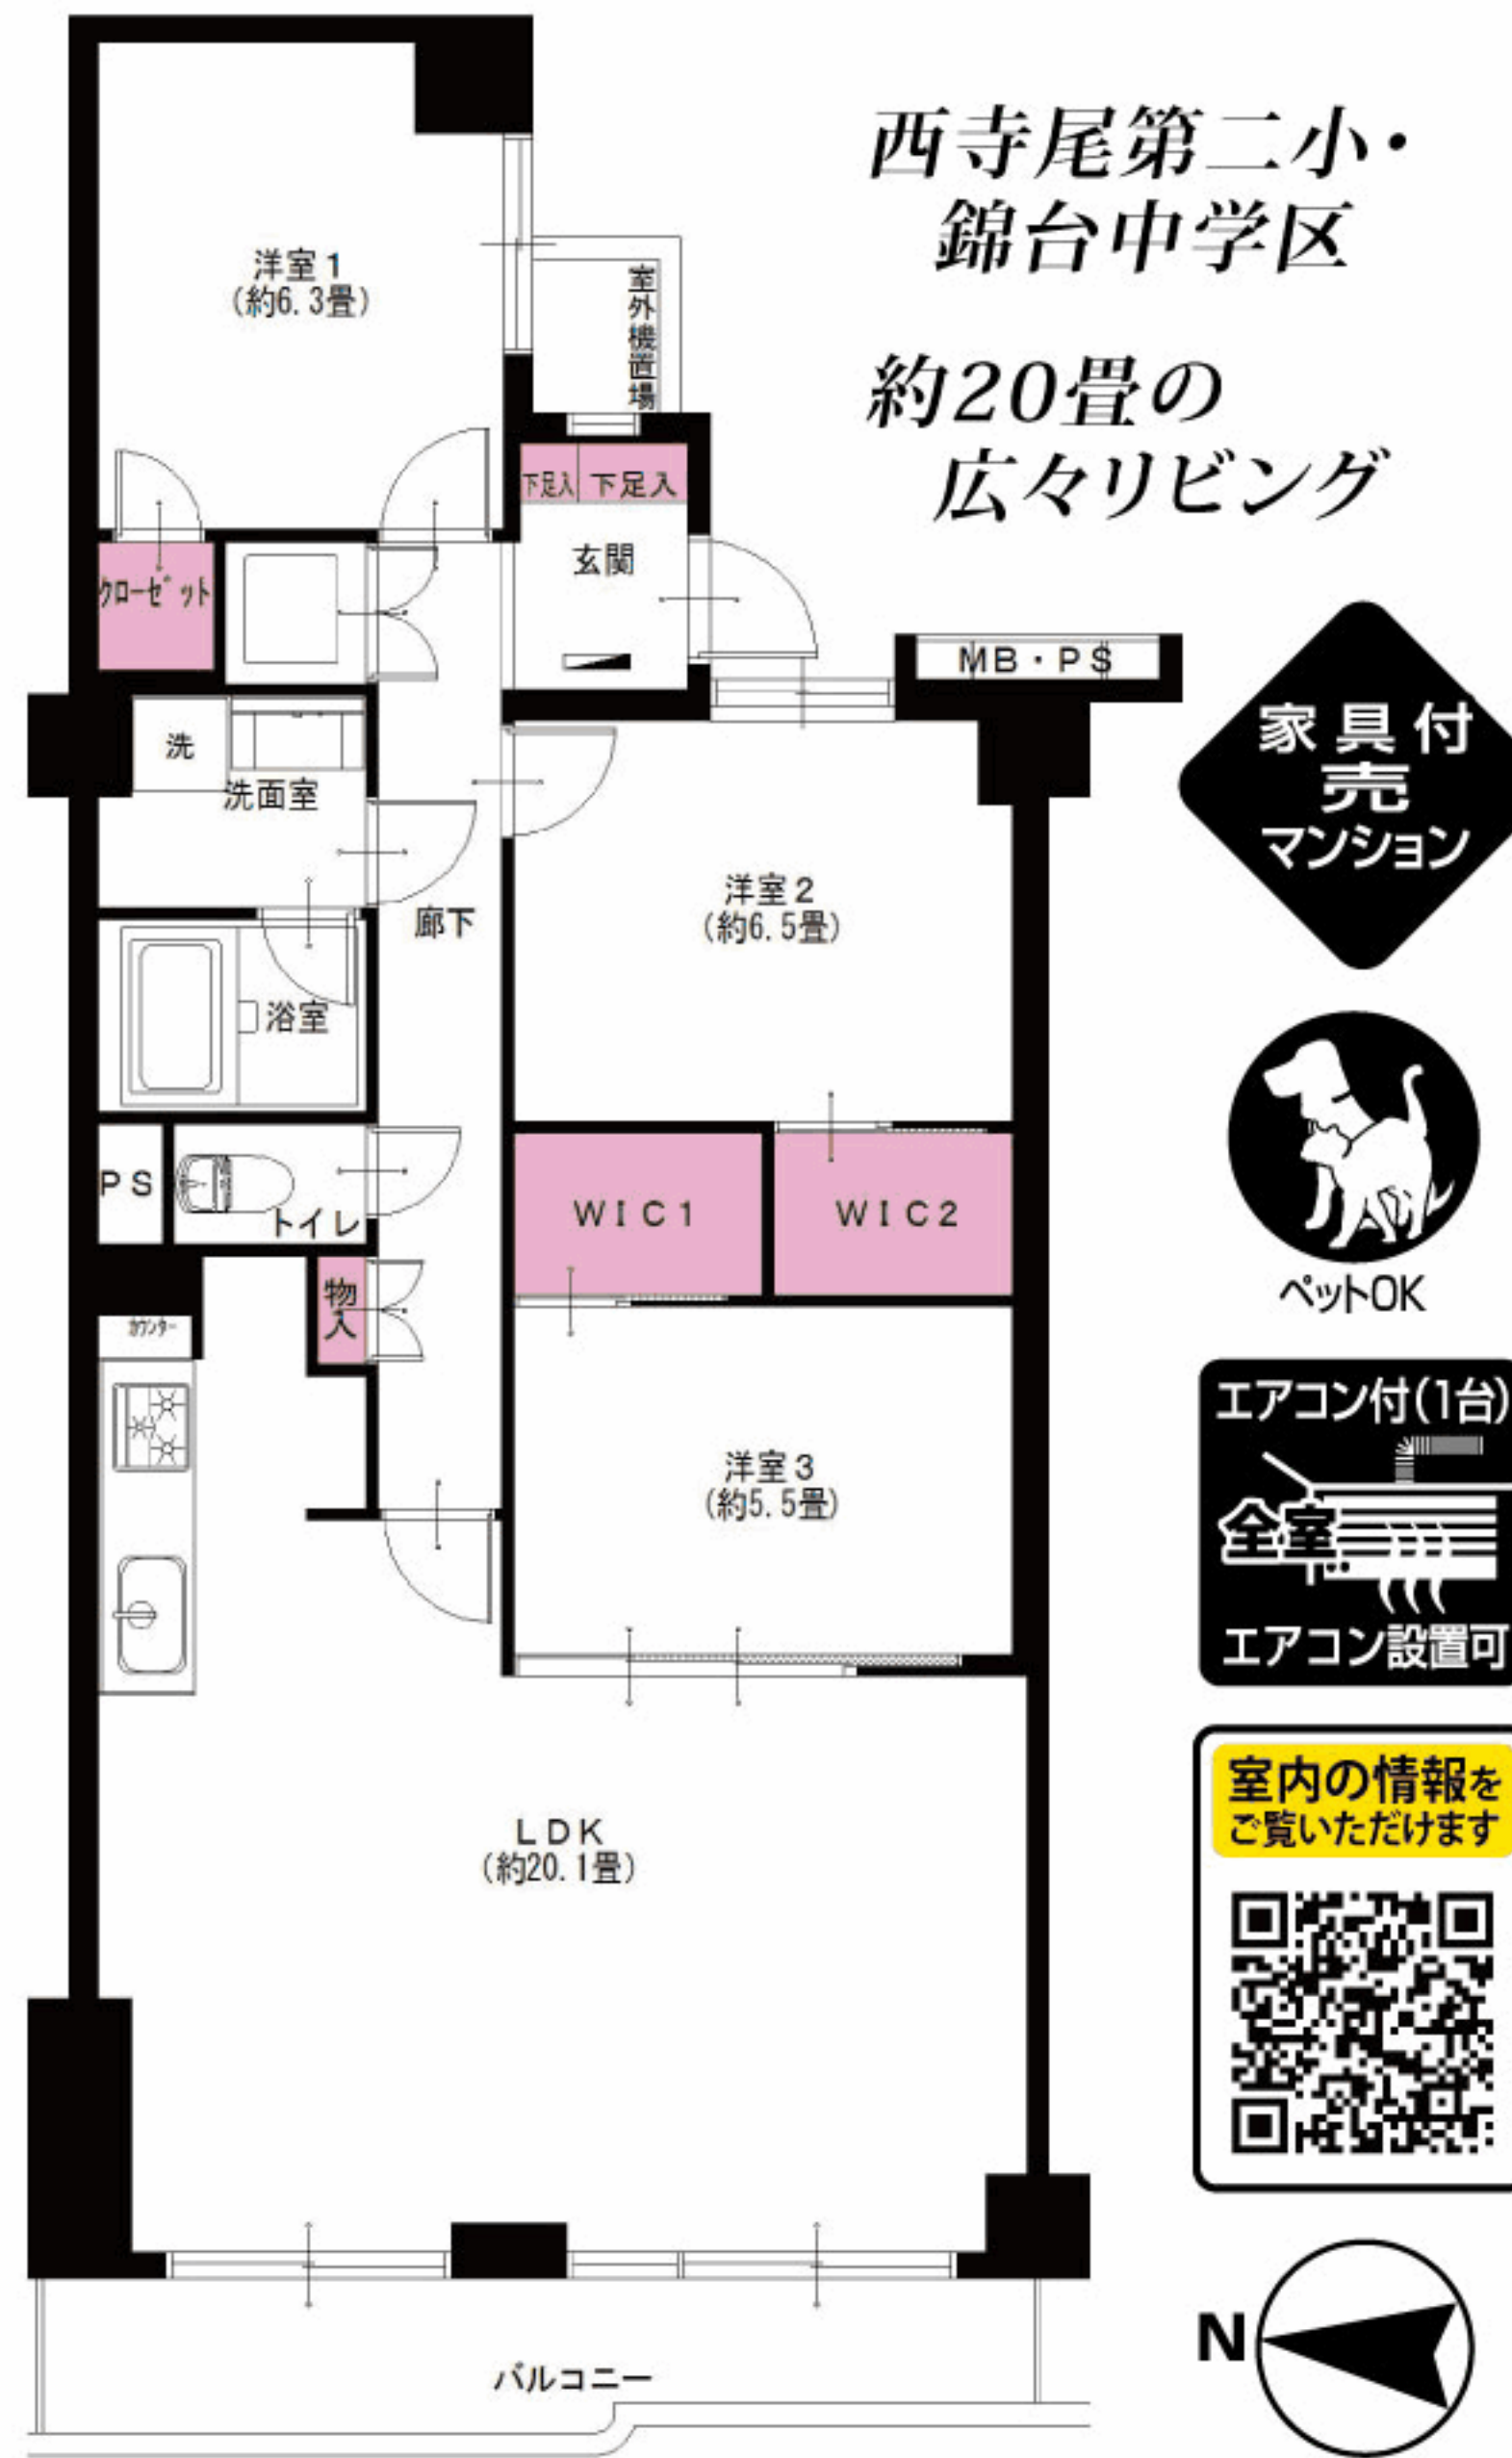 西寺尾第二小・
錦台中学区
約20畳の
広々リビング
洋室1
(約6.3畳)
室外機置場
下足入
下足入
玄関
クローゼット
MB・PS
洗
洗面室
廊下
洋室2
(約6.5畳)
浴室
PS
トイレ
WIC1
WIC2
物入
カウンター
洋室3
(約5.5畳)
LDK
(約20.1畳)
バルコニー
家具付
売
マンション
ペットOK
エアコン付(1台)
全室
エアコン設置可
室内の情報を
ご覧いただけます
N